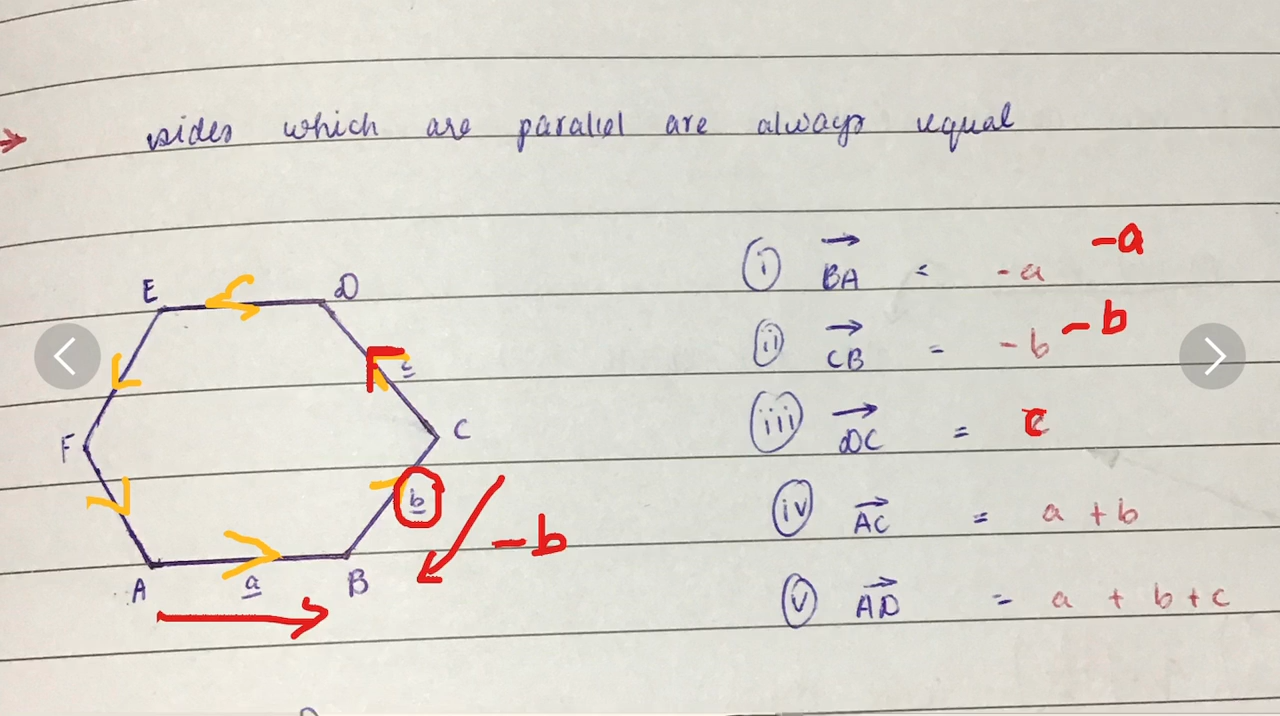 sides which are parallel are always equal
E D
(i) BA = -a -a
(ii) CB = -b -b
c
F C
(iii) DC = c
b
-b
(iv) AC = a + b
A a B
(v) AD = a + b + c